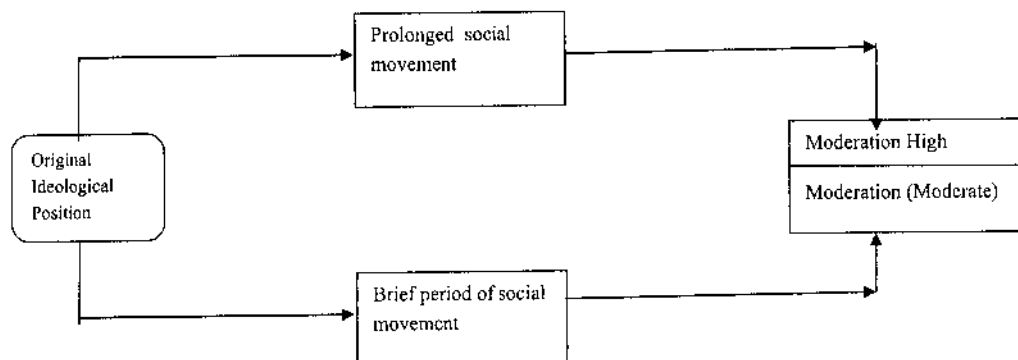 Prolonged social
movement
Original
Ideological
Position
Moderation High
Moderation (Moderate)
Brief period of social
movement